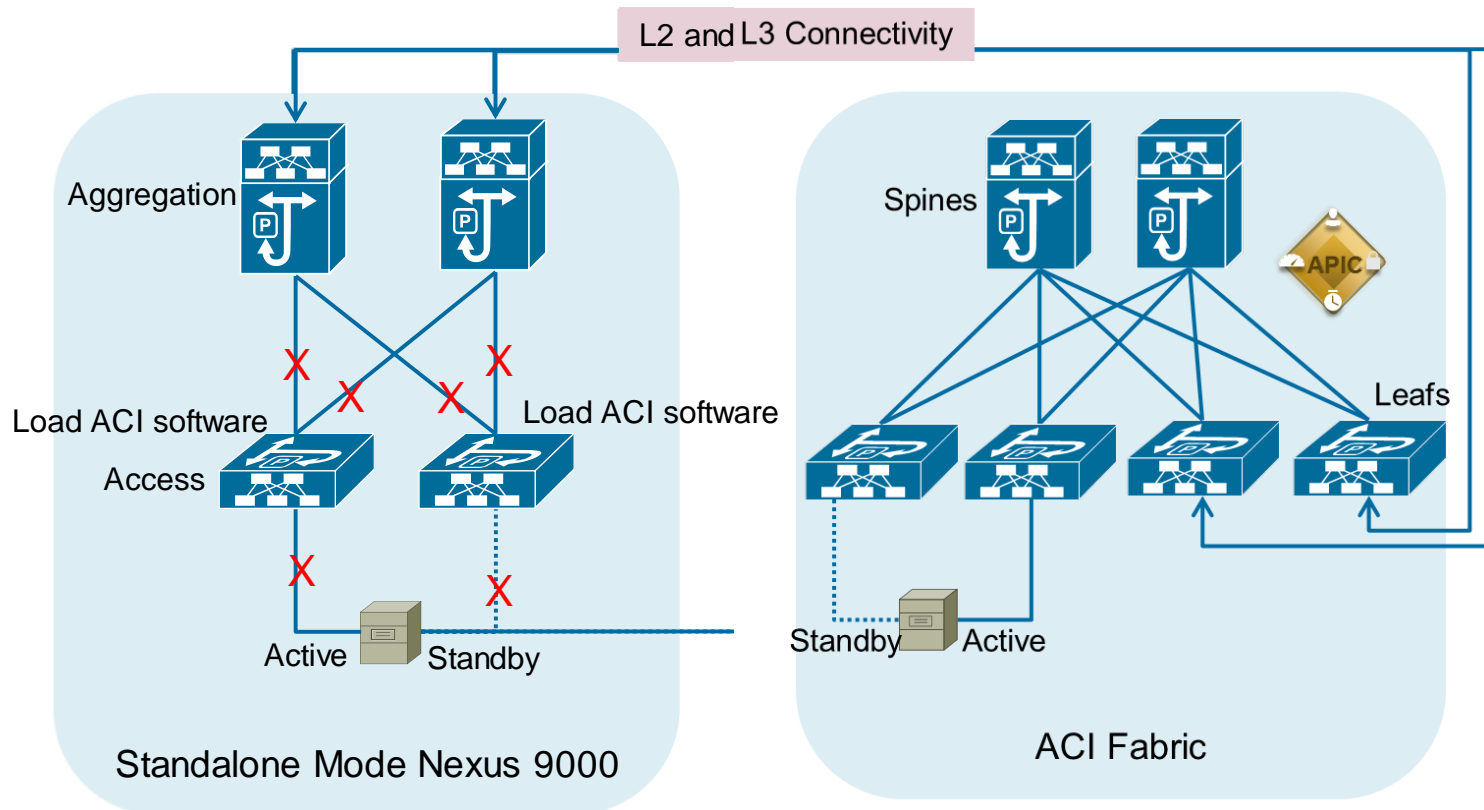 L2 and L3 Connectivity
Aggregation
P
P
Load ACI software
Load ACI software
Access
P
P
Active
Standby
Standalone Mode Nexus 9000
Spines
P
P
APIC
Leafs
P
P
P
P
Standby
Active
ACI Fabric